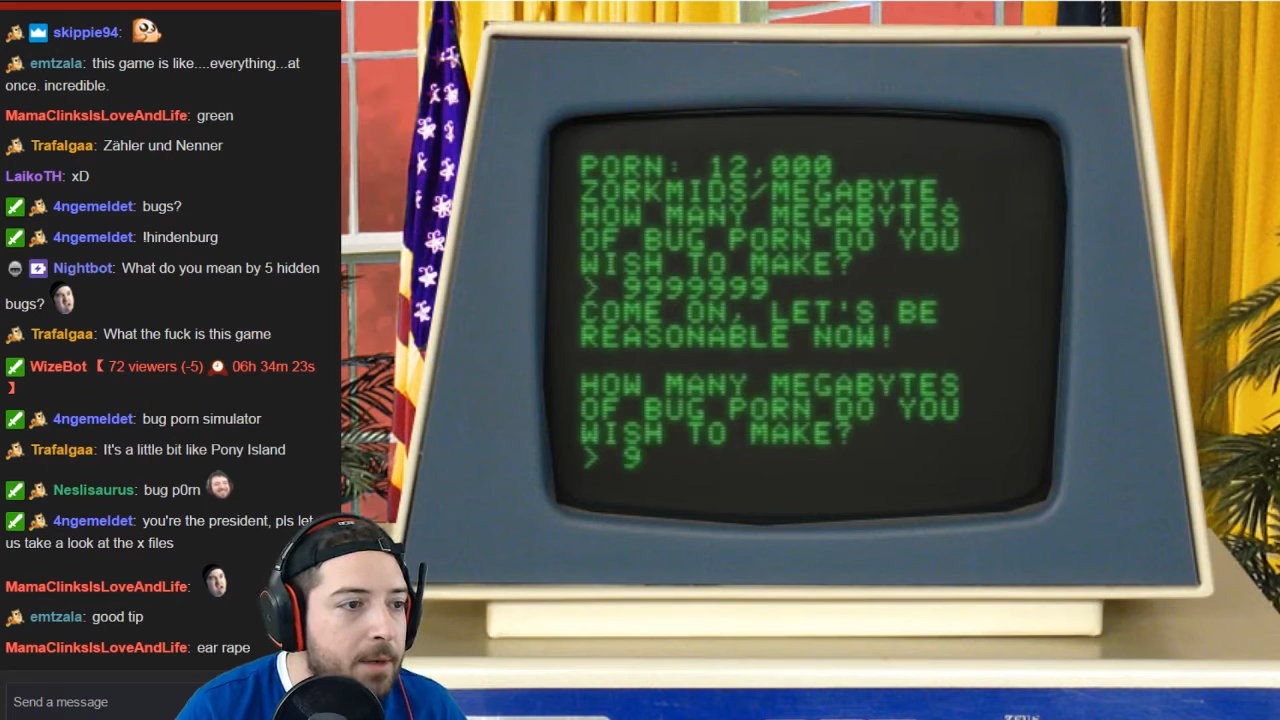 skippie94:
emtzala: this game is like....everything...at
once. incredible.
MamaClinksIsLoveAndLife: green
Trafalgaa: Zähler und Nenner
LaikoTH: xD
4ngemeldet: bugs?
4ngemeldet: !hindenburg
Nightbot: What do you mean by 5 hidden
bugs?
Trafalgaa: What the fuck is this game
WizeBot 【 72 viewers (-5) 06h 34m 23s
】
4ngemeldet: bug porn simulator
Trafalgaa: It's a little bit like Pony Island
Neslisaurus: bug p0rn
4ngemeldet: you're the president, pls let
us take a look at the x files
MamaClinksIsLoveAndLife:
emtzala: good tip
MamaClinksIsLoveAndLife: ear rape
Send a message
PORN: 12,000
ZORKMIDS/MEGABYTE.
HOW MANY MEGABYTES
OF BUG PORN DO YOU
WISH TO MAKE?
> 9999999
COME ON, LET'S BE
REASONABLE NOW!
HOW MANY MEGABYTES
OF BUG PORN DO YOU
WISH TO MAKE?
> 9